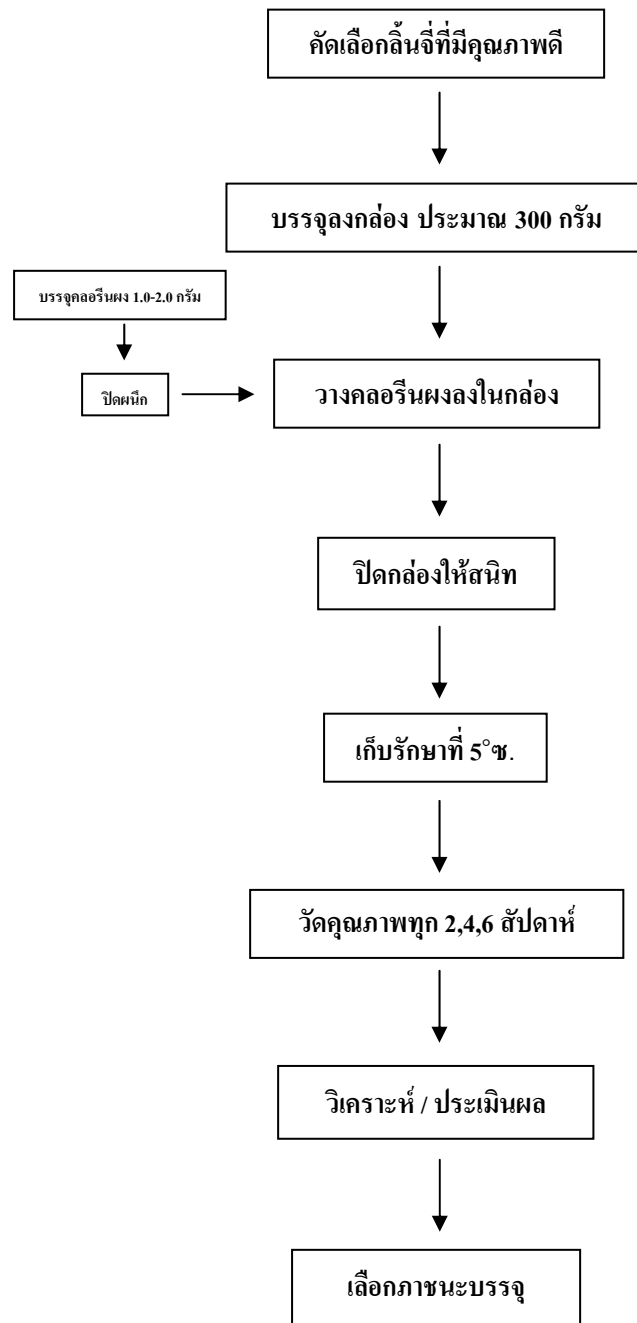 คัดเลือกลิ้นจี่ที่มีคุณภาพดี
บรรจุลงกล่อง ประมาณ 300 กรัม
บรรจุคลอรีนผง 1.0-2.0 กรัม
ปิดผนึก
วางคลอรีนผงลงในกล่อง
ปิดกล่องให้สนิท
เก็บรักษาที่ 5°ซ.
วัดคุณภาพทุก 2,4,6 สัปดาห์
วิเคราะห์ / ประเมินผล
เลือกภาชนะบรรจุ